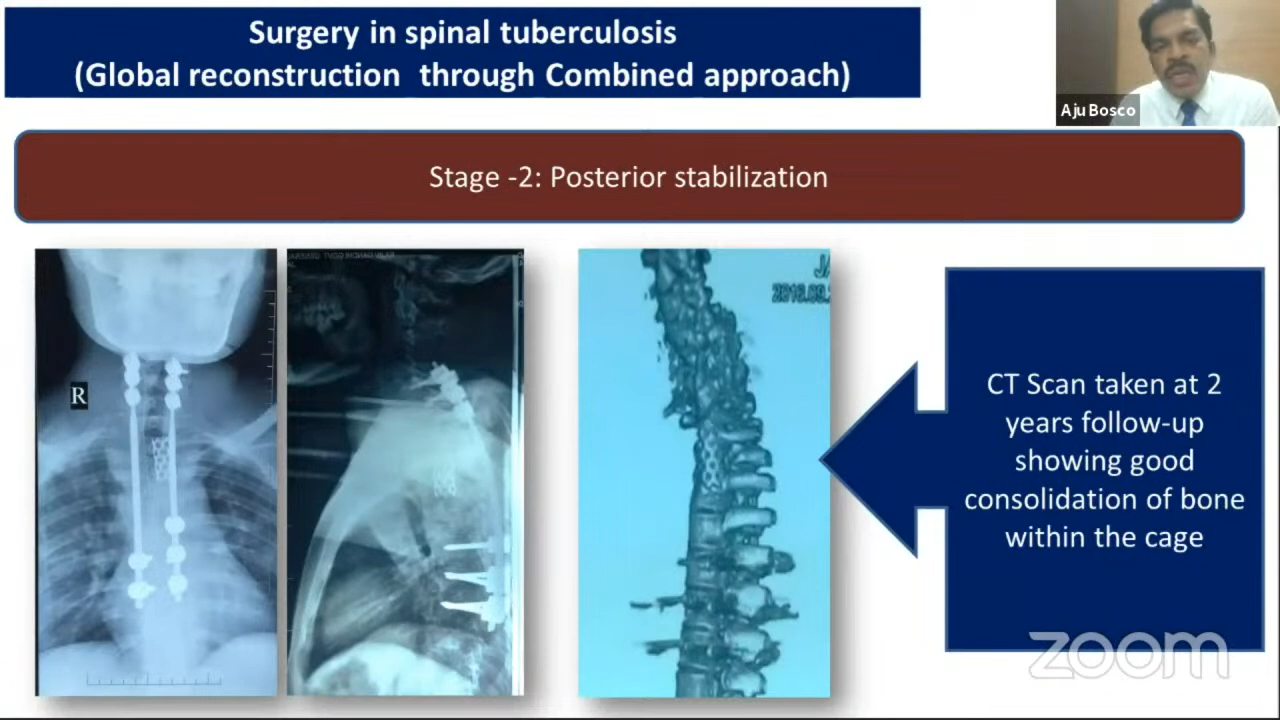 Surgery in spinal tuberculosis
(Global reconstruction through Combined approach)
Aju Bosco
Stage -2: Posterior stabilization
R
JA
CT Scan taken at 2
years follow-up
showing good
consolidation of bone
within the cage
zoom